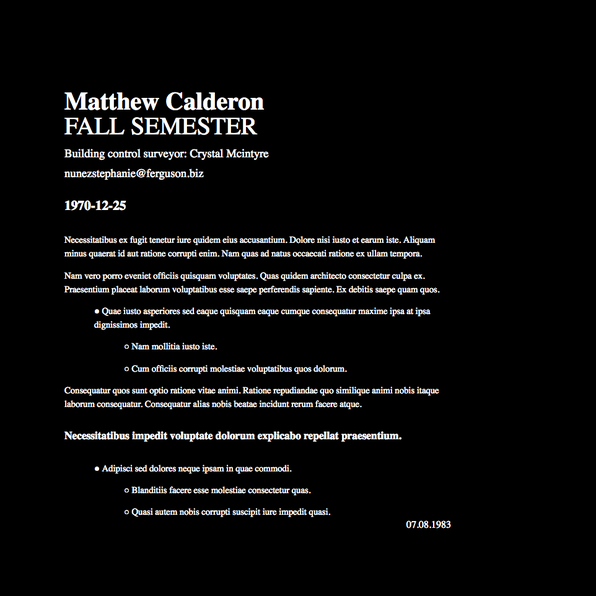 Matthew Calderon
FALL SEMESTER
Building control surveyor: Crystal Mcintyre
nunezstephanie@ferguson.biz
1970-12-25
Necessitatibus ex fugit tenetur iure quidem eius accusantium. Dolore nisi iusto et earum iste. Aliquam
minus quaerat id aut ratione corrupti enim. Nam quas ad natus occaecati ratione ex ullam tempora.
Nam vero porro eveniet officiis quisquam voluptates. Quas quidem architecto consectetur culpa ex.
Praesentium placeat laborum voluptatibus esse saepe perferendis sapiente. Ex debitis saepe quam quos.
● Quae iusto asperiores sed eaque quisquam eaque cumque consequatur maxime ipsa at ipsa
dignissimos impedit.
○ Nam mollitia iusto iste.
○ Cum officiis corrupti molestiae voluptatibus quos dolorum.
Consequatur quos sunt optio ratione vitae animi. Ratione repudiandae quo similique animi nobis itaque
laborum consequatur. Consequatur alias nobis beatae incidunt rerum facere atque.
Necessitatibus impedit voluptate dolorum explicabo repellat praesentium.
● Adipisci sed dolores neque ipsam in quae commodi.
○ Blanditiis facere esse molestiae consectetur quas.
○ Quasi autem nobis corrupti suscipit iure impedit quasi.
07.08.1983